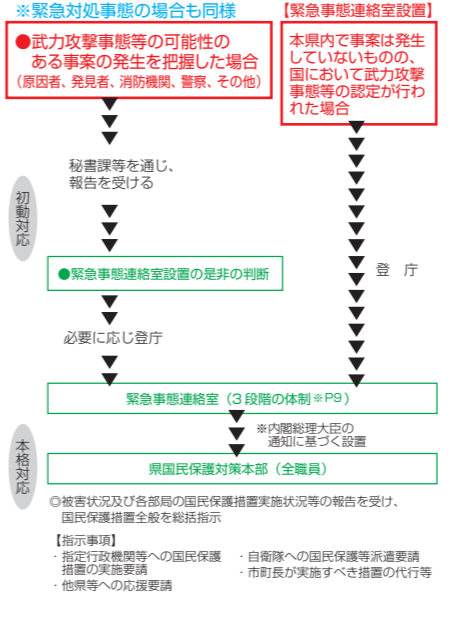 ※緊急対処事態の場合も同様
【緊急事態連絡室設置】
●武力攻撃事態等の可能性の
ある事案の発生を把握した場合
（原因者、発見者、消防機関、警察、その他）
本県内で事案は発生
していないものの、
国において武力攻撃
事態等の認定が行わ
れた場合
秘書課等を通じ、
報告を受ける
初動対応
●緊急事態連絡室設置の是非の判断
登　庁
必要に応じ登庁
緊急事態連絡室（3段階の体制※P9）
※内閣総理大臣の
通知に基づく設置
本格対応
県国民保護対策本部（全職員）
◎被害状況及び各部局の国民保護措置実施状況等の報告を受け、
国民保護措置全般を総括指示
【指示事項】
・指定行政機関等への国民保護
措置の実施要請
・他県等への応援要請
・自衛隊への国民保護等派遣要請
・市町長が実施すべき措置の代行等